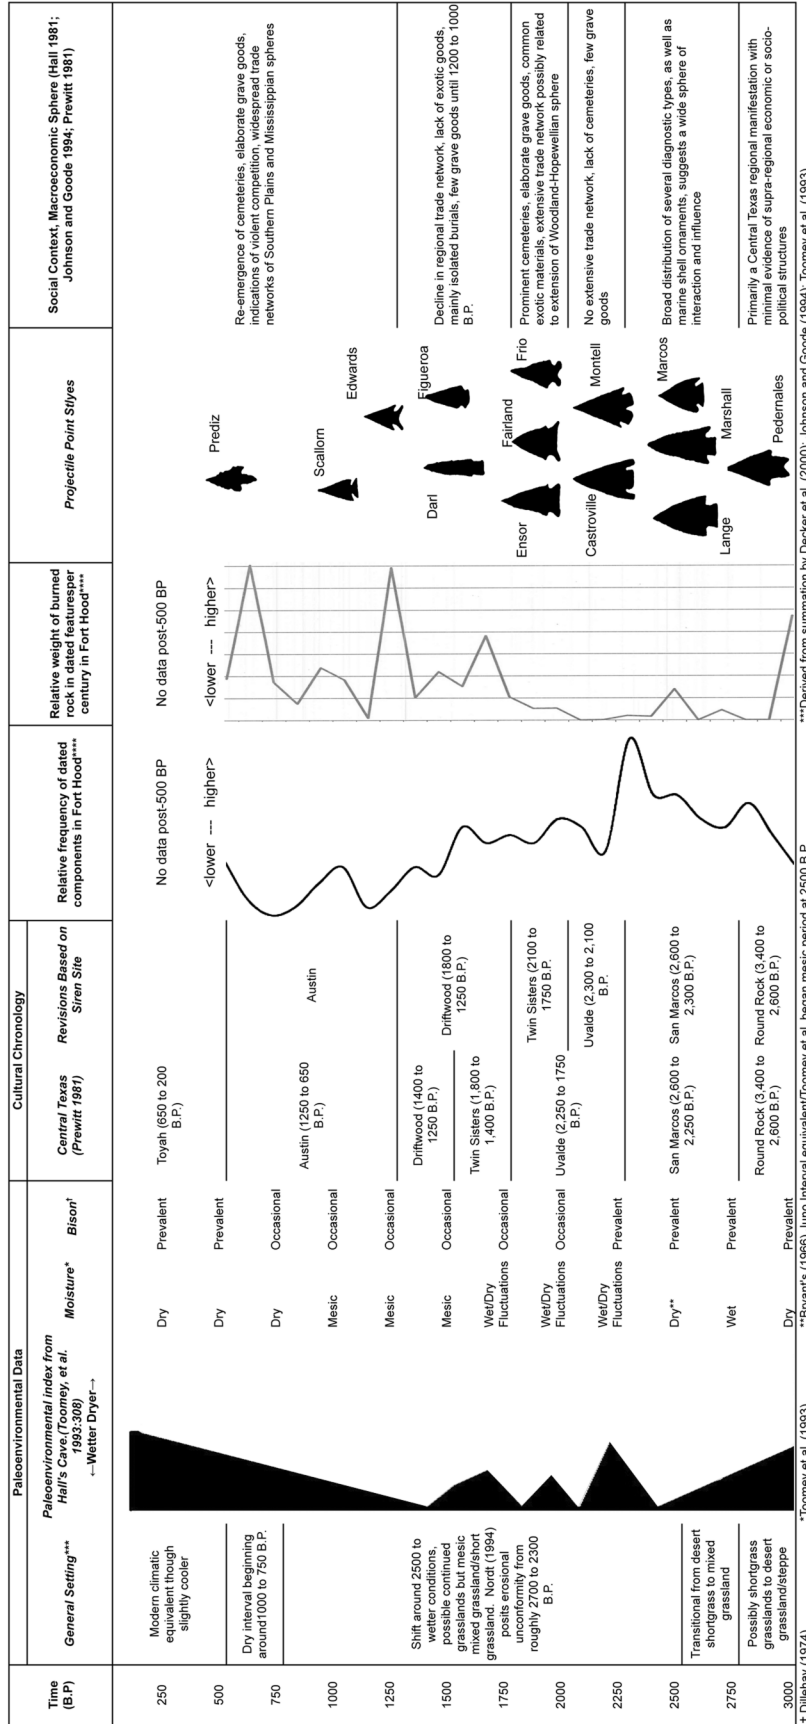 Time
(B.P)
Paleoenvironmental Data
General Setting***
Paleoenvironmental index from
Hall's Cave.(Toomey, et al.
1993:308)
←Wetter Dryer→
Moisture*
Bison†
Cultural Chronology
Central Texas
(Prewitt 1981)
Revisions Based on
Siren Site
Relative frequency of dated
components in Fort Hood****
Relative weight of burned
rock in dated featuresper
century in Fort Hood****
Projectile Point Stlyes
Social Context, Macroeconomic Sphere (Hall 1981;
Johnson and Goode 1994; Prewitt 1981)
250
500
750
1000
1250
1500
1750
2000
2250
2500
2750
3000
Modern climatic
equivalent though
slightly cooler
Dry interval beginning
around1000 to 750 B.P.
Shift around 2500 to
wetter conditions,
possible continued
grasslands but mesic
mixed grassland/short
grassland. Nordt (1994)
posits erosional
unconformity from
roughly 2700 to 2300
B.P.
Transitional from desert
shortgrass to mixed
grassland
Possibly shortgrass
grasslands to desert
grassland/steppe
Dry
Dry
Dry
Mesic
Mesic
Mesic
Wet/Dry
Fluctuations
Wet/Dry
Fluctuations
Wet/Dry
Fluctuations
Dry**
Wet
Dry
Prevalent
Prevalent
Occasional
Occasional
Occasional
Occasional
Occasional
Occasional
Prevalent
Prevalent
Prevalent
Prevalent
Toyah (650 to 200
B.P.)
Austin (1250 to 650
B.P.)
Driftwood (1400 to
1250 B.P.)
Twin Sisters (1,800 to
1,400 B.P.)
Uvalde (2,250 to 1750
B.P.)
San Marcos (2,600 to
2,250 B.P.)
Round Rock (3,400 to
2,600 B.P.)
Austin
Driftwood (1800 to
1250 B.P.)
Twin Sisters (2100 to
1750 B.P.)
Uvalde (2,300 to 2,100
B.P.
San Marcos (2,600 to
2,300 B.P.)
Round Rock (3,400 to
2,600 B.P.)
No data post-500 BP
<lower --- higher>
No data post-500 BP
<lower --- higher>
Prediz
Scallorn
Edwards
Darl
Figueroa
Ensor
Fairland
Frio
Castroville
Montell
Lange
Marshall
Marcos
Pedernales
Re-emergence of cemeteries, elaborate grave goods,
indications of violent competition, widespread trade
networks of Southern Plains and Mississippian spheres
Decline in regional trade network, lack of exotic goods,
mainly isolated burials, few grave goods until 1200 to 1000
B.P.
Prominent cemeteries, elaborate grave goods, common
exotic materials, extensive trade network possibly related
to extension of Woodland-Hopewellian sphere
No extensive trade network, lack of cemeteries, few grave
goods
Broad distribution of several diagnostic types, as well as
marine shell ornaments, suggests a wide sphere of
interaction and influence
Primarily a Central Texas regional manifestation with
minimal evidence of supra-regional economic or socio-
political structures
† Dillehay (1974)
*Toomey et al. (1993)
**Bryant's (1966) Juno Interval equivalent/Toomey et al. began mesic period at 2500 B.P.
***Derived from summation by Decker et al. (2000); Johnson and Goode (1994); Toomey et al. (1993)